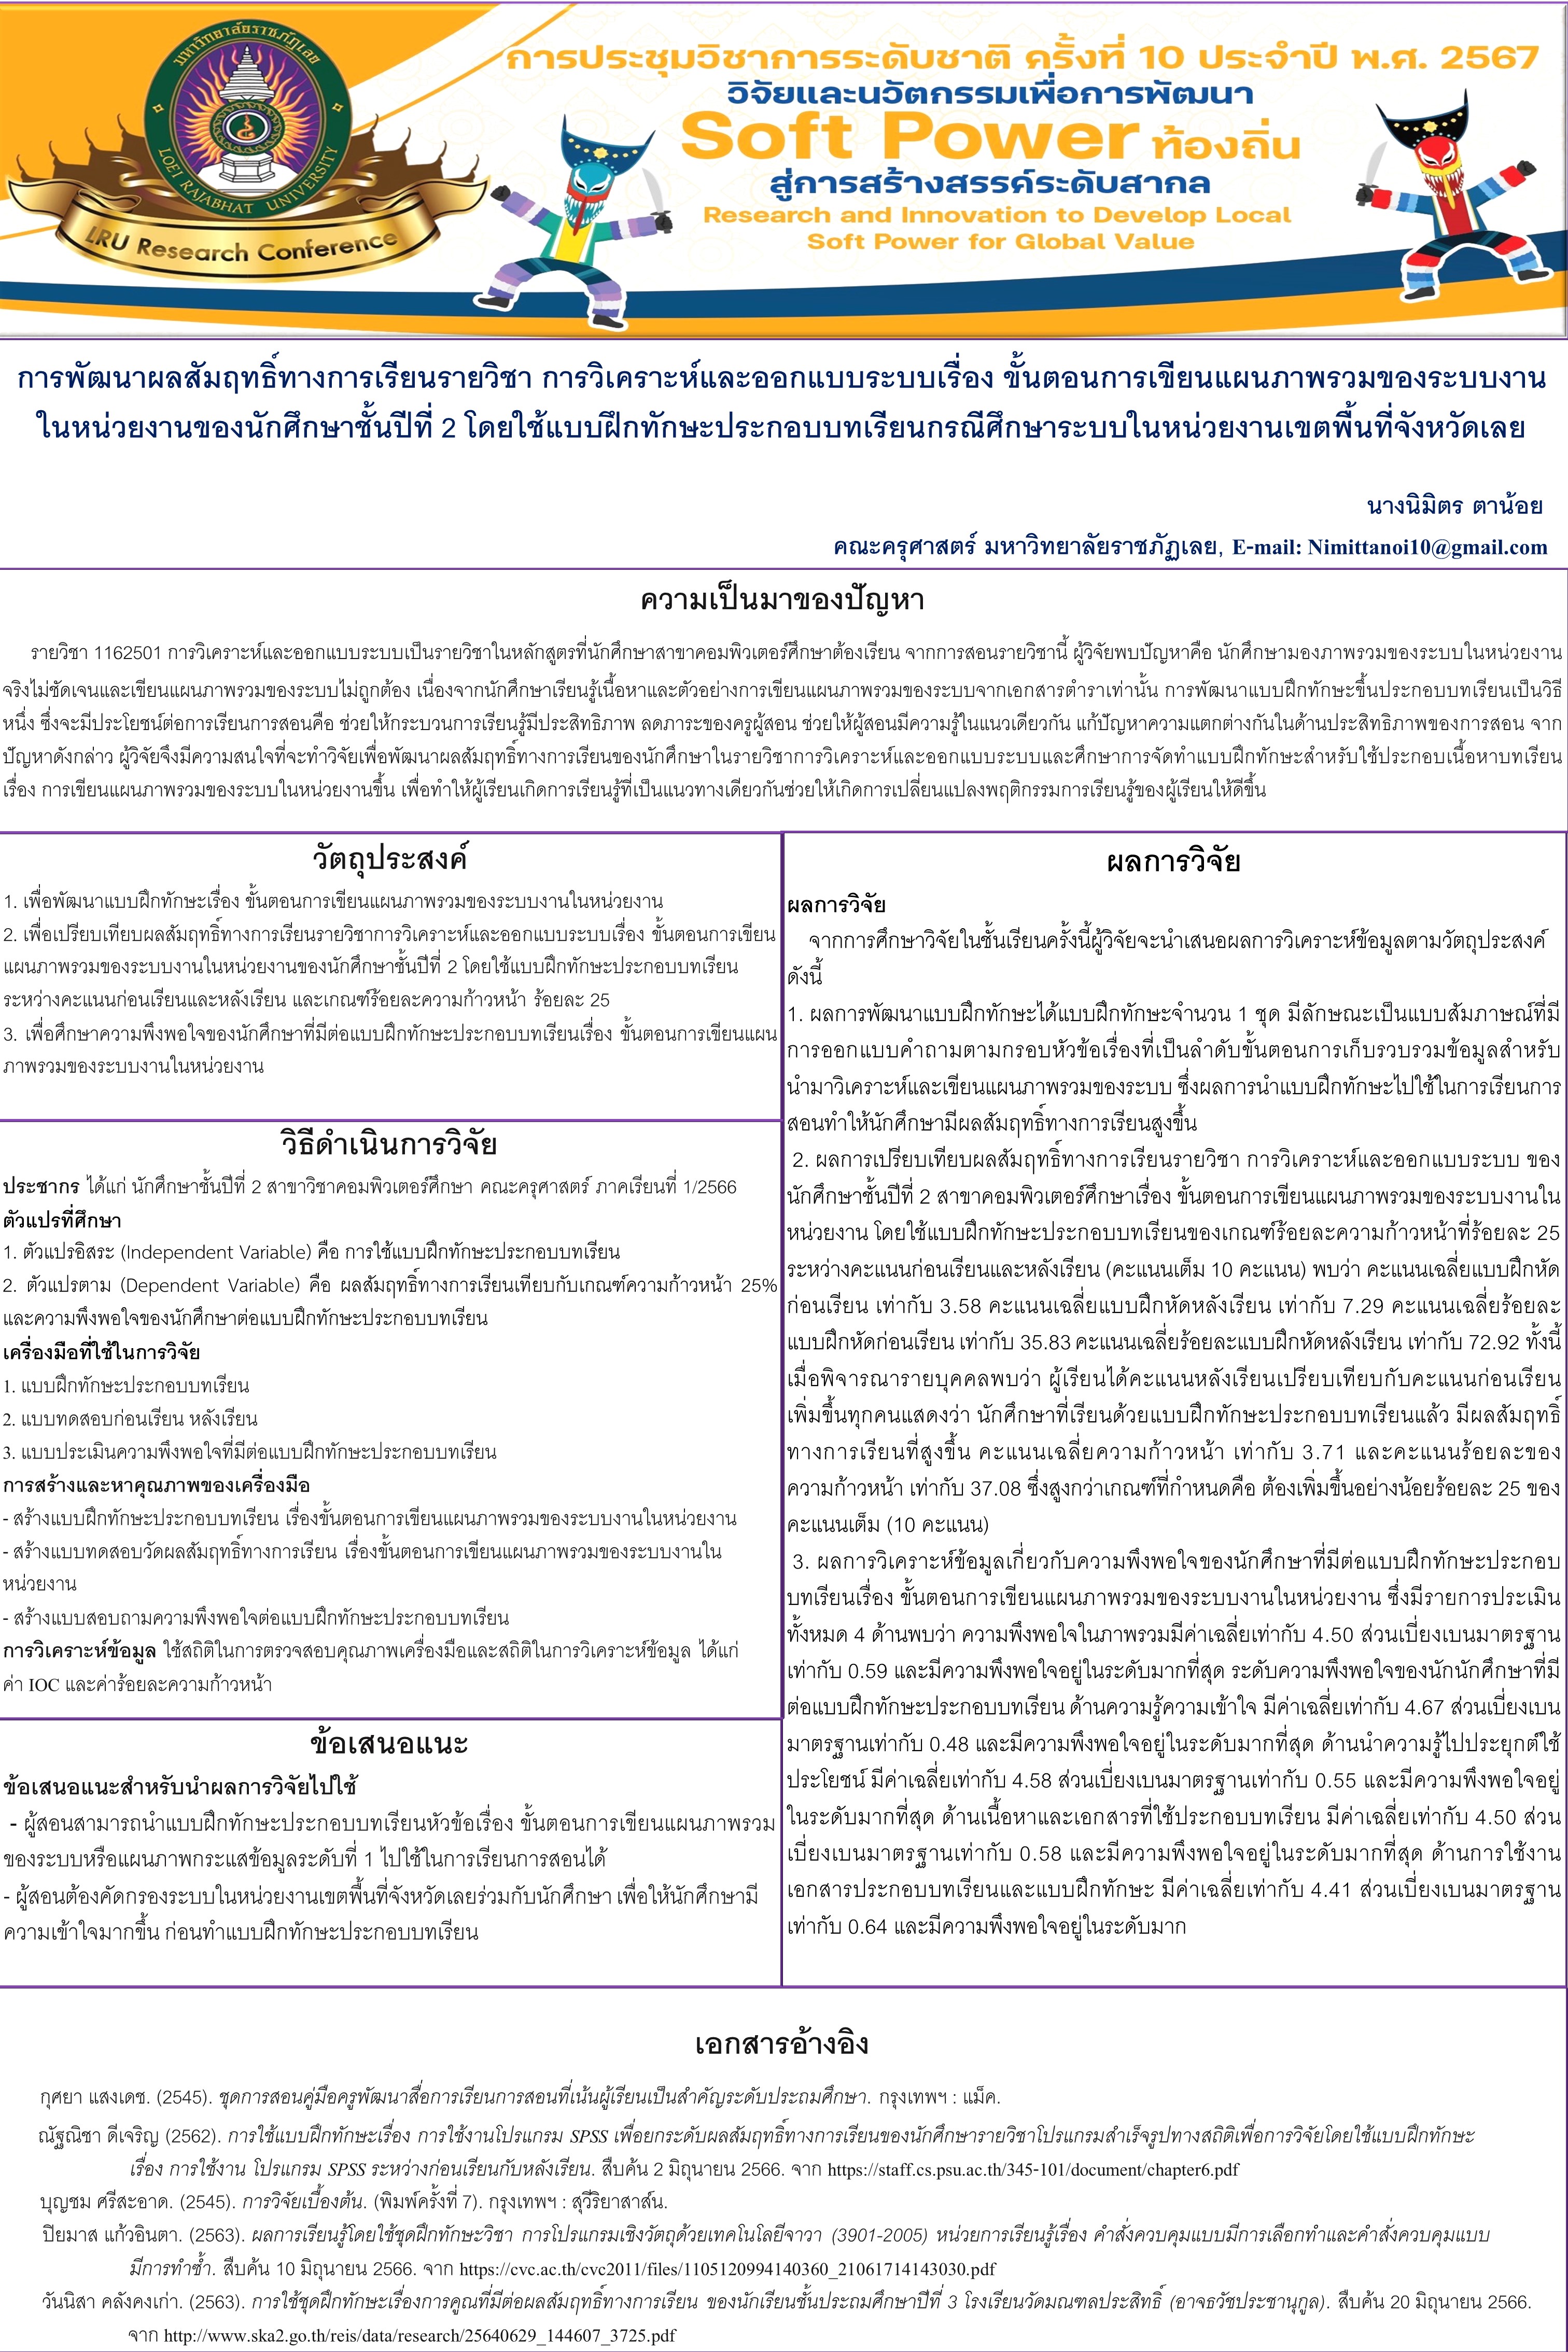 มหาวิทยาลัยราชภัฏเลย
LOEI RAJABHAT UNIVERSITY
LRU Research Conference
การประชุมวิชาการระดับชาติ ครั้งที่ 10 ประจำปี พ.ศ. 2567
วิจัยและนวัตกรรมเพื่อการพัฒนา
Soft Power ท้องถิ่น
สู่การสร้างสรรค์ระดับสากล
Research and Innovation to Develop Local
Soft Power for Global Value
การพัฒนาผลสัมฤทธิ์ทางการเรียนรายวิชา การวิเคราะห์และออกแบบระบบเรื่อง ขั้นตอนการเขียนแผนภาพรวมของระบบงาน
ในหน่วยงานของนักศึกษาชั้นปีที่ 2 โดยใช้แบบฝึกทักษะประกอบบทเรียนกรณีศึกษาระบบในหน่วยงานเขตพื้นที่จังหวัดเลย
นางนิมิตร ตาน้อย
คณะครุศาสตร์ มหาวิทยาลัยราชภัฏเลย, E-mail: Nimittanoi10@gmail.com
ความเป็นมาของปัญหา
รายวิชา 1162501 การวิเคราะห์และออกแบบระบบเป็นรายวิชาในหลักสูตรที่นักศึกษาสาขาคอมพิวเตอร์ศึกษาต้องเรียน จากการสอนรายวิชานี้ ผู้วิจัยพบปัญหาคือ นักศึกษามองภาพรวมของระบบในหน่วยงาน
จริงไม่ชัดเจนและเขียนแผนภาพรวมของระบบไม่ถูกต้อง เนื่องจากนักศึกษาเรียนรู้เนื้อหาและตัวอย่างการเขียนแผนภาพรวมของระบบจากเอกสารตำราเท่านั้น การพัฒนาแบบฝึกทักษะขึ้นประกอบบทเรียนเป็นวิธี
หนึ่ง ซึ่งจะมีประโยชน์ต่อการเรียนการสอนคือ ช่วยให้กระบวนการเรียนรู้มีประสิทธิภาพ ลดภาระของครูผู้สอน ช่วยให้ผู้สอนมีความรู้ในแนวเดียวกัน แก้ปัญหาความแตกต่างกันในด้านประสิทธิภาพของการสอน จาก
ปัญหาดังกล่าว ผู้วิจัยจึงมีความสนใจที่จะทำวิจัยเพื่อพัฒนาผลสัมฤทธิ์ทางการเรียนของนักศึกษาในรายวิชาการวิเคราะห์และออกแบบระบบและศึกษาการจัดทำแบบฝึกทักษะสำหรับใช้ประกอบเนื้อหาบทเรียน
เรื่อง การเขียนแผนภาพรวมของระบบในหน่วยงานขึ้น เพื่อทำให้ผู้เรียนเกิดการเรียนรู้ที่เป็นแนวทางเดียวกันช่วยให้เกิดการเปลี่ยนแปลงพฤติกรรมการเรียนรู้ของผู้เรียนให้ดีขึ้น
วัตถุประสงค์
1. เพื่อพัฒนาแบบฝึกทักษะเรื่อง ขั้นตอนการเขียนแผนภาพรวมของระบบงานในหน่วยงาน
2. เพื่อเปรียบเทียบผลสัมฤทธิ์ทางการเรียนรายวิชาการวิเคราะห์และออกแบบระบบเรื่อง ขั้นตอนการเขียน
แผนภาพรวมของระบบงานในหน่วยงานของนักศึกษาชั้นปีที่ 2 โดยใช้แบบฝึกทักษะประกอบบทเรียน
ระหว่างคะแนนก่อนเรียนและหลังเรียน และเกณฑ์ร้อยละความก้าวหน้า ร้อยละ 25
3. เพื่อศึกษาความพึงพอใจของนักศึกษาที่มีต่อแบบฝึกทักษะประกอบบทเรียนเรื่อง ขั้นตอนการเขียนแผน
ภาพรวมของระบบงานในหน่วยงาน
วิธีดำเนินการวิจัย
ประชากร ได้แก่ นักศึกษาชั้นปีที่ 2 สาขาวิชาคอมพิวเตอร์ศึกษา คณะครุศาสตร์ ภาคเรียนที่ 1/2566
ตัวแปรที่ศึกษา
1. ตัวแปรอิสระ (Independent Variable) คือ การใช้แบบฝึกทักษะประกอบบทเรียน
2. ตัวแปรตาม (Dependent Variable) คือ ผลสัมฤทธิ์ทางการเรียนเทียบกับเกณฑ์ความก้าวหน้า 25%
และความพึงพอใจของนักศึกษาต่อแบบฝึกทักษะประกอบบทเรียน
เครื่องมือที่ใช้ในการวิจัย
1. แบบฝึกทักษะประกอบบทเรียน
2. แบบทดสอบก่อนเรียน หลังเรียน
3. แบบประเมินความพึงพอใจที่มีต่อแบบฝึกทักษะประกอบบทเรียน
การสร้างและหาคุณภาพของเครื่องมือ
- สร้างแบบฝึกทักษะประกอบบทเรียน เรื่องขั้นตอนการเขียนแผนภาพรวมของระบบงานในหน่วยงาน
- สร้างแบบทดสอบวัดผลสัมฤทธิ์ทางการเรียน เรื่องขั้นตอนการเขียนแผนภาพรวมของระบบงานใน
หน่วยงาน
- สร้างแบบสอบถามความพึงพอใจต่อแบบฝึกทักษะประกอบบทเรียน
การวิเคราะห์ข้อมูล ใช้สถิติในการตรวจสอบคุณภาพเครื่องมือและสถิติในการวิเคราะห์ข้อมูล ได้แก่
ค่า IOC และค่าร้อยละความก้าวหน้า
ข้อเสนอแนะ
ข้อเสนอแนะสำหรับนำผลการวิจัยไปใช้
- ผู้สอนสามารถนำแบบฝึกทักษะประกอบบทเรียนหัวข้อเรื่อง ขั้นตอนการเขียนแผนภาพรวม
ของระบบหรือแผนภาพกระแสข้อมูลระดับที่ 1 ไปใช้ในการเรียนการสอนได้
- ผู้สอนต้องคัดกรองระบบในหน่วยงานเขตพื้นที่จังหวัดเลยร่วมกับนักศึกษา เพื่อให้นักศึกษามี
ความเข้าใจมากขึ้น ก่อนทำแบบฝึกทักษะประกอบบทเรียน
ผลการวิจัย
ผลการวิจัย
จากการศึกษาวิจัยในชั้นเรียนครั้งนี้ผู้วิจัยจะนำเสนอผลการวิเคราะห์ข้อมูลตามวัตถุประสงค์
ดังนี้
1. ผลการพัฒนาแบบฝึกทักษะได้แบบฝึกทักษะจำนวน 1 ชุด มีลักษณะเป็นแบบสัมภาษณ์ที่มี
การออกแบบคำถามตามกรอบหัวข้อเรื่องที่เป็นลำดับขั้นตอนการเก็บรวบรวมข้อมูลสำหรับ
นำมาวิเคราะห์และเขียนแผนภาพรวมของระบบ ซึ่งผลการนำแบบฝึกทักษะไปใช้ในการเรียนการ
สอนทำให้นักศึกษามีผลสัมฤทธิ์ทางการเรียนสูงขึ้น
2. ผลการเปรียบเทียบผลสัมฤทธิ์ทางการเรียนรายวิชา การวิเคราะห์และออกแบบระบบ ของ
นักศึกษาชั้นปีที่ 2 สาขาคอมพิวเตอร์ศึกษาเรื่อง ขั้นตอนการเขียนแผนภาพรวมของระบบงานใน
หน่วยงาน โดยใช้แบบฝึกทักษะประกอบบทเรียนของเกณฑ์ร้อยละความก้าวหน้าที่ร้อยละ 25
ระหว่างคะแนนก่อนเรียนและหลังเรียน (คะแนนเต็ม 10 คะแนน) พบว่า คะแนนเฉลี่ยแบบฝึกหัด
ก่อนเรียน เท่ากับ 3.58 คะแนนเฉลี่ยแบบฝึกหัดหลังเรียน เท่ากับ 7.29 คะแนนเฉลี่ยร้อยละ
แบบฝึกหัดก่อนเรียน เท่ากับ 35.83 คะแนนเฉลี่ยร้อยละแบบฝึกหัดหลังเรียน เท่ากับ 72.92 ทั้งนี้
เมื่อพิจารณารายบุคคลพบว่า ผู้เรียนได้คะแนนหลังเรียนเปรียบเทียบกับคะแนนก่อนเรียน
เพิ่มขึ้นทุกคนแสดงว่า นักศึกษาที่เรียนด้วยแบบฝึกทักษะประกอบบทเรียนแล้ว มีผลสัมฤทธิ์
ทางการเรียนที่สูงขึ้น คะแนนเฉลี่ยความก้าวหน้า เท่ากับ 3.71 และคะแนนร้อยละของ
ความก้าวหน้า เท่ากับ 37.08 ซึ่งสูงกว่าเกณฑ์ที่กำหนดคือ ต้องเพิ่มขึ้นอย่างน้อยร้อยละ 25 ของ
คะแนนเต็ม (10 คะแนน)
3. ผลการวิเคราะห์ข้อมูลเกี่ยวกับความพึงพอใจของนักศึกษาที่มีต่อแบบฝึกทักษะประกอบ
บทเรียนเรื่อง ขั้นตอนการเขียนแผนภาพรวมของระบบงานในหน่วยงาน ซึ่งมีรายการประเมิน
ทั้งหมด 4 ด้านพบว่า ความพึงพอใจในภาพรวมมีค่าเฉลี่ยเท่ากับ 4.50 ส่วนเบี่ยงเบนมาตรฐาน
เท่ากับ 0.59 และมีความพึงพอใจอยู่ในระดับมากที่สุด ระดับความพึงพอใจของนักนักศึกษาที่มี
ต่อแบบฝึกทักษะประกอบบทเรียน ด้านความรู้ความเข้าใจ มีค่าเฉลี่ยเท่ากับ 4.67 ส่วนเบี่ยงเบน
มาตรฐานเท่ากับ 0.48 และมีความพึงพอใจอยู่ในระดับมากที่สุด ด้านนำความรู้ไปประยุกต์ใช้
ประโยชน์ มีค่าเฉลี่ยเท่ากับ 4.58 ส่วนเบี่ยงเบนมาตรฐานเท่ากับ 0.55 และมีความพึงพอใจอยู่
ในระดับมากที่สุด ด้านเนื้อหาและเอกสารที่ใช้ประกอบบทเรียน มีค่าเฉลี่ยเท่ากับ 4.50 ส่วน
เบี่ยงเบนมาตรฐานเท่ากับ 0.58 และมีความพึงพอใจอยู่ในระดับมากที่สุด ด้านการใช้งาน
เอกสารประกอบบทเรียนและแบบฝึกทักษะ มีค่าเฉลี่ยเท่ากับ 4.41 ส่วนเบี่ยงเบนมาตรฐาน
เท่ากับ 0.64 และมีความพึงพอใจอยู่ในระดับมาก
เอกสารอ้างอิง
กุศยา แสงเดช. (2545). ชุดการสอนคู่มือครูพัฒนาสื่อการเรียนการสอนที่เน้นผู้เรียนเป็นสำคัญระดับประถมศึกษา. กรุงเทพฯ : แม็ค.
ณัฐณิชา ดีเจริญ (2562). การใช้แบบฝึกทักษะเรื่อง การใช้งานโปรแกรม SPSS เพื่อยกระดับผลสัมฤทธิ์ทางการเรียนของนักศึกษารายวิชาโปรแกรมสำเร็จรูปทางสถิติเพื่อการวิจัยโดยใช้แบบฝึกทักษะ
เรื่อง การใช้งาน โปรแกรม SPSS ระหว่างก่อนเรียนกับหลังเรียน. สืบค้น 2 มิถุนายน 2566. จาก https://staff.cs.psu.ac.th/345-101/document/chapter6.pdf
บุญชม ศรีสะอาด. (2545). การวิจัยเบื้องต้น. (พิมพ์ครั้งที่ 7). กรุงเทพฯ : สุวีริยาสาส์น.
ปิยมาส แก้วอินตา. (2563). ผลการเรียนรู้โดยใช้ชุดฝึกทักษะวิชา การโปรแกรมเชิงวัตถุด้วยเทคโนโลยีจาวา (3901-2005) หน่วยการเรียนรู้เรื่อง คำสั่งควบคุมแบบมีการเลือกทำและคำสั่งควบคุมแบบ
มีการทำซ้ำ. สืบค้น 10 มิถุนายน 2566. จาก https://cvc.ac.th/cvc2011/files/1105120994140360_21061714143030.pdf
วันนิสา คลังคงเก่า. (2563). การใช้ชุดฝึกทักษะเรื่องการคูณที่มีต่อผลสัมฤทธิ์ทางการเรียน ของนักเรียนชั้นประถมศึกษาปีที่ 3 โรงเรียนวัดมณฑลประสิทธิ์ (อาจธวัชประชานุกูล). สืบค้น 20 มิถุนายน 2566.
จาก http://www.ska2.go.th/reis/data/research/25640629_144607_3725.pdf